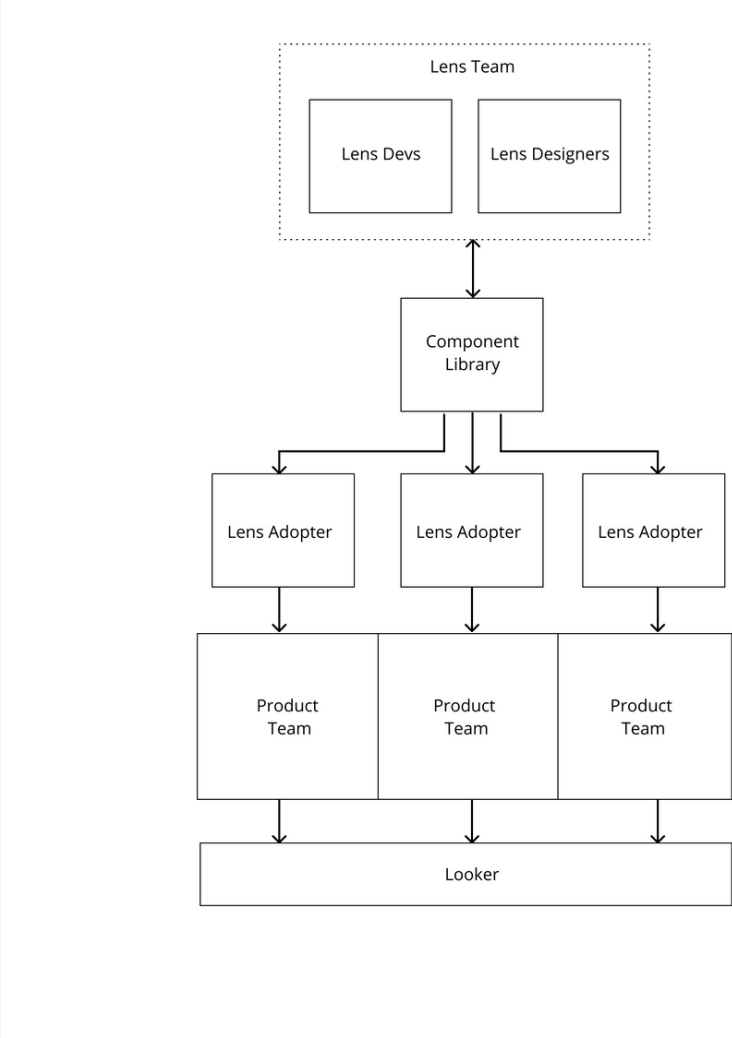 Lens Team
Lens Devs
Lens Designers
Component
Library
Lens Adopter
Lens Adopter
Lens Adopter
Product
Team
Product
Team
Product
Team
Looker